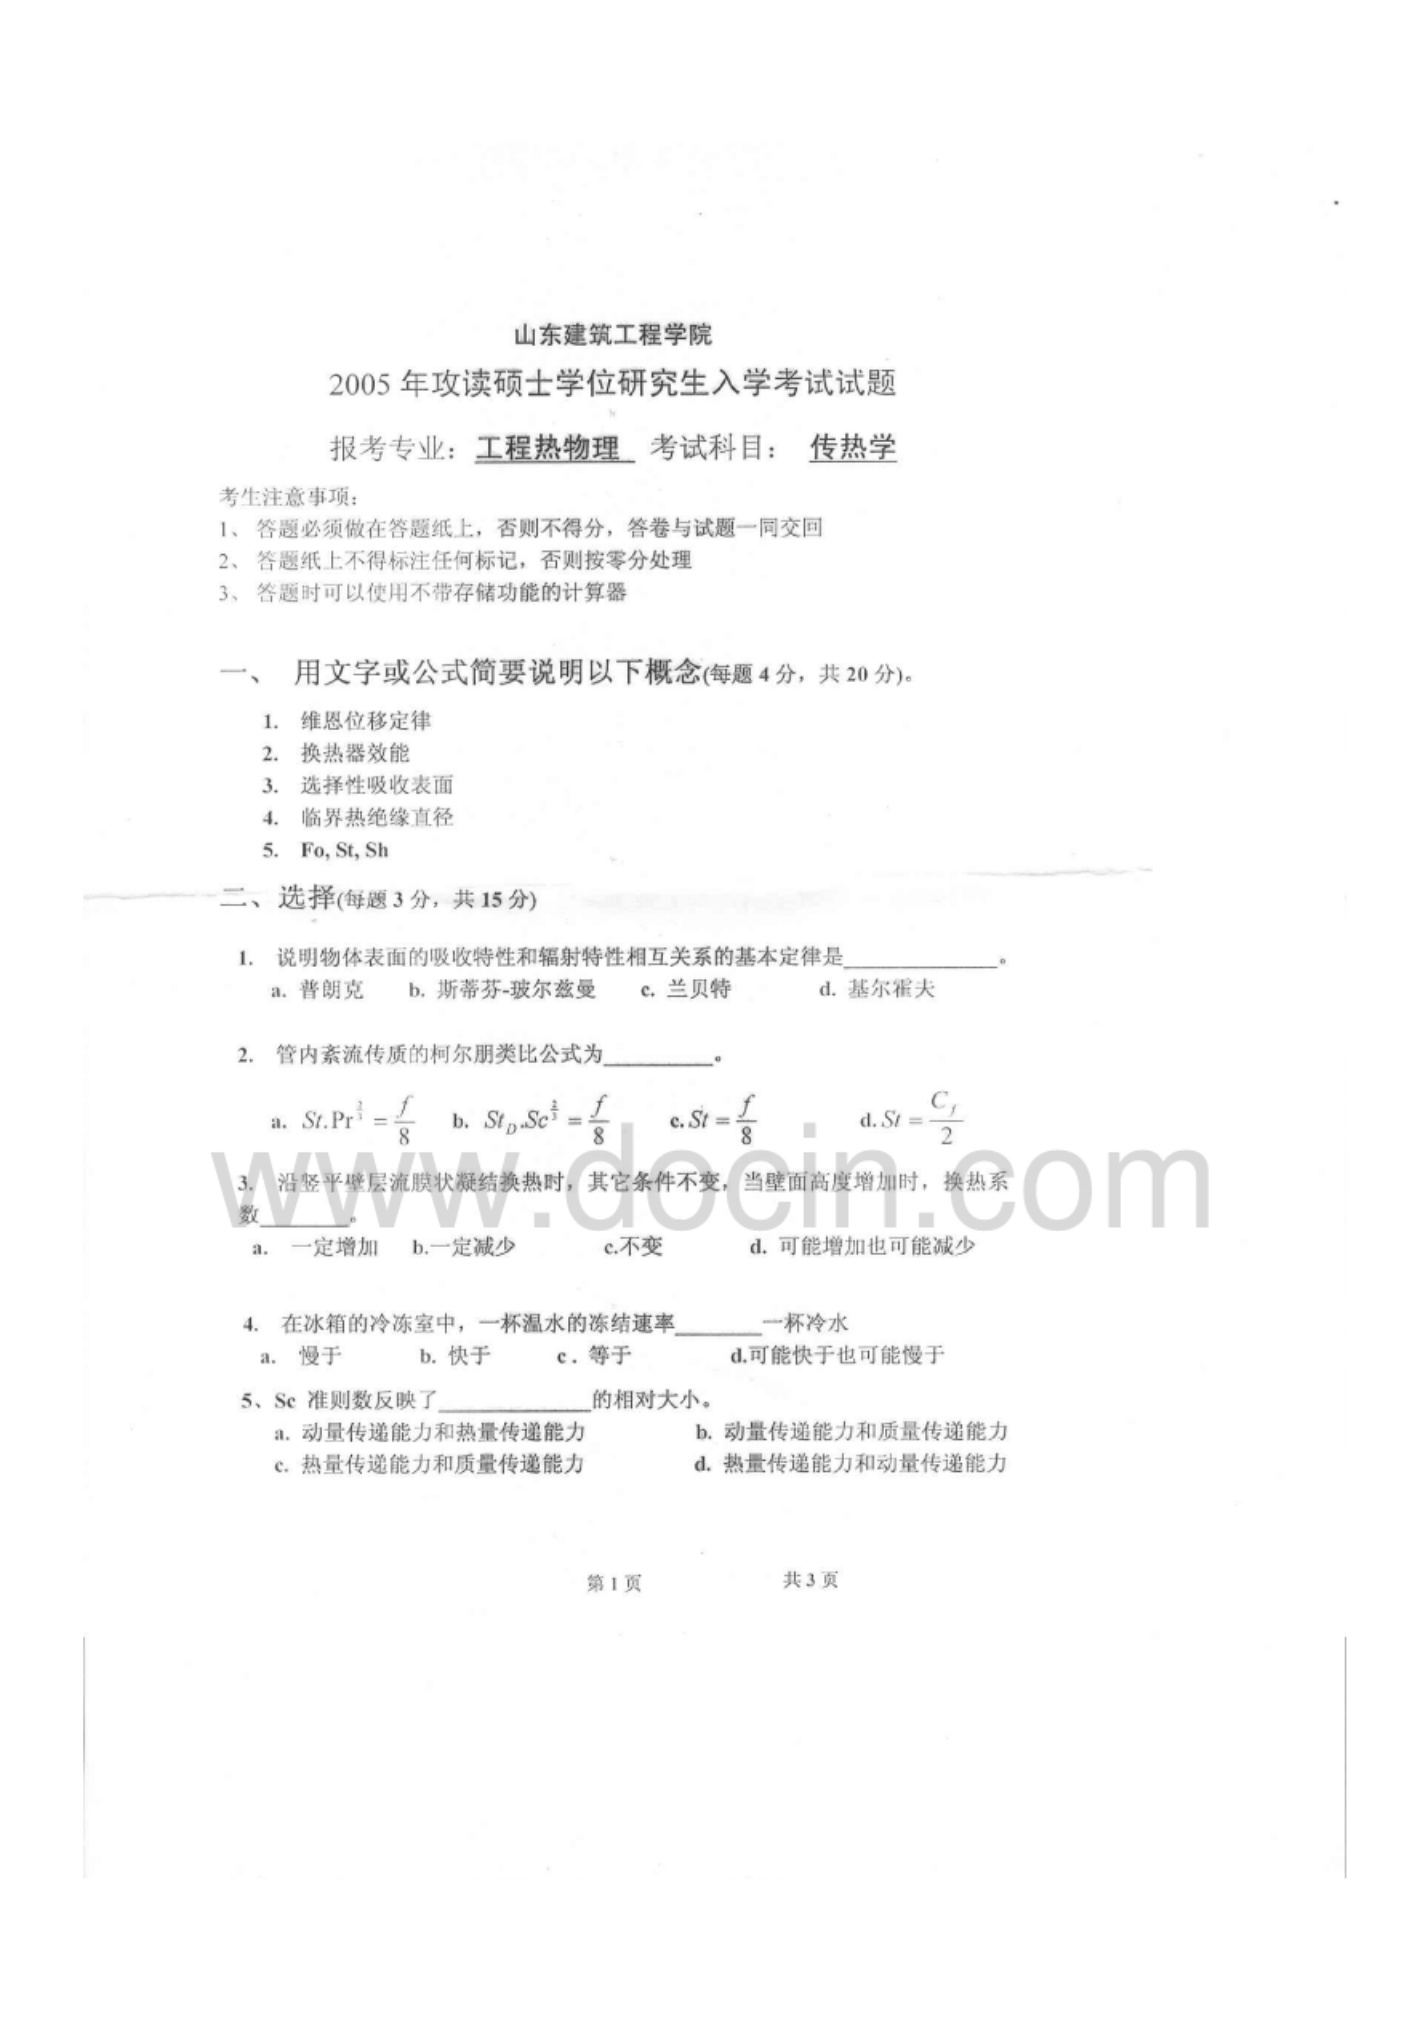 山东建筑工程学院
2005 年攻读硕士学位研究生入学考试试题
报考专业: 工程热物理 考试科目: 传热学
考生注意事项:
1、 答题必须做在答题纸上，否则不得分，答卷与试题一同交回
2、 答题纸上不得标注任何标记，否则按零分处理
3、 答题时可以使用不带存储功能的计算器
一、 用文字或公式简要说明以下概念(每题 4 分，共 20 分)。
1. 维恩位移定律
2. 换热器效能
3. 选择性吸收表面
4. 临界热绝缘直径
5. Fo, St, Sh
二、选择(每题 3 分，共 15 分)
1. 说明物体表面的吸收特性和辐射特性相互关系的基本定律是______________。
a. 普朗克 b. 斯蒂芬-玻尔兹曼 c. 兰贝特 d. 基尔霍夫
2. 管内紊流传质的柯尔朋类比公式为__________。
a. St.Pr^{2/3} = f/8 b. St_D.Sc^{2/3} = f/8 c. St = f/8 d. St = C_f/2
3. 沿竖平壁层流膜状凝结换热时，其它条件不变，当壁面高度增加时，换热系
数________。
a. 一定增加 b.一定减少 c.不变 d. 可能增加也可能减少
4. 在冰箱的冷冻室中，一杯温水的冻结速率________一杯冷水
a. 慢于 b. 快于 c . 等于 d.可能快于也可能慢于
5、Sc 准则数反映了______________的相对大小。
a. 动量传递能力和热量传递能力 b. 动量传递能力和质量传递能力
c. 热量传递能力和质量传递能力 d. 热量传递能力和动量传递能力
第 1 页 共 3 页
www.docin.com